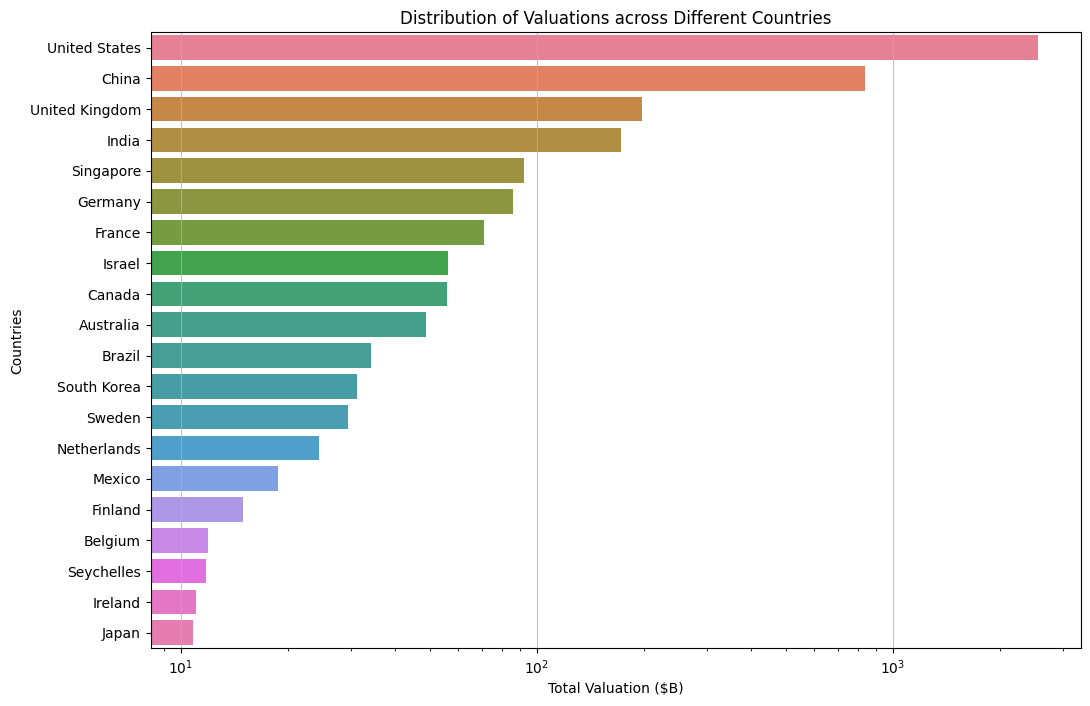 Distribution of Valuations across Different Countries
United States
China
United Kingdom
India
Singapore
Germany
France
Israel
Canada
Australia
Brazil
South Korea
Sweden
Netherlands
Mexico
Finland
Belgium
Seychelles
Ireland
Japan
Countries
10¹ 10² 10³
Total Valuation ($B)